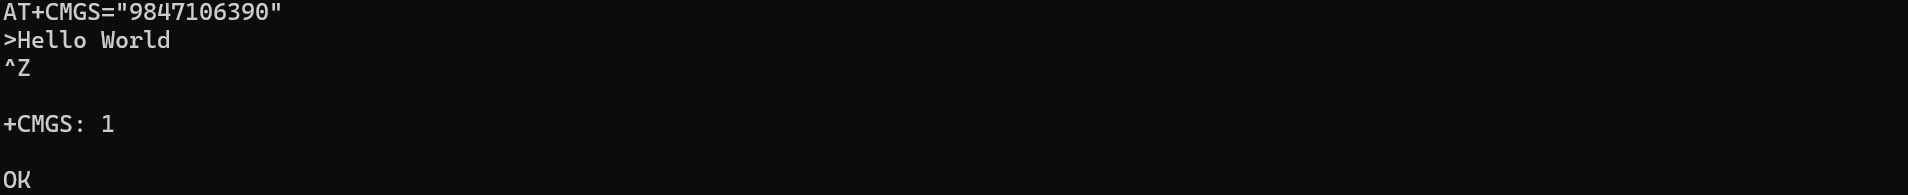 AT+CMGS="9847106390"
>Hello World
^Z
+CMGS: 1
OK